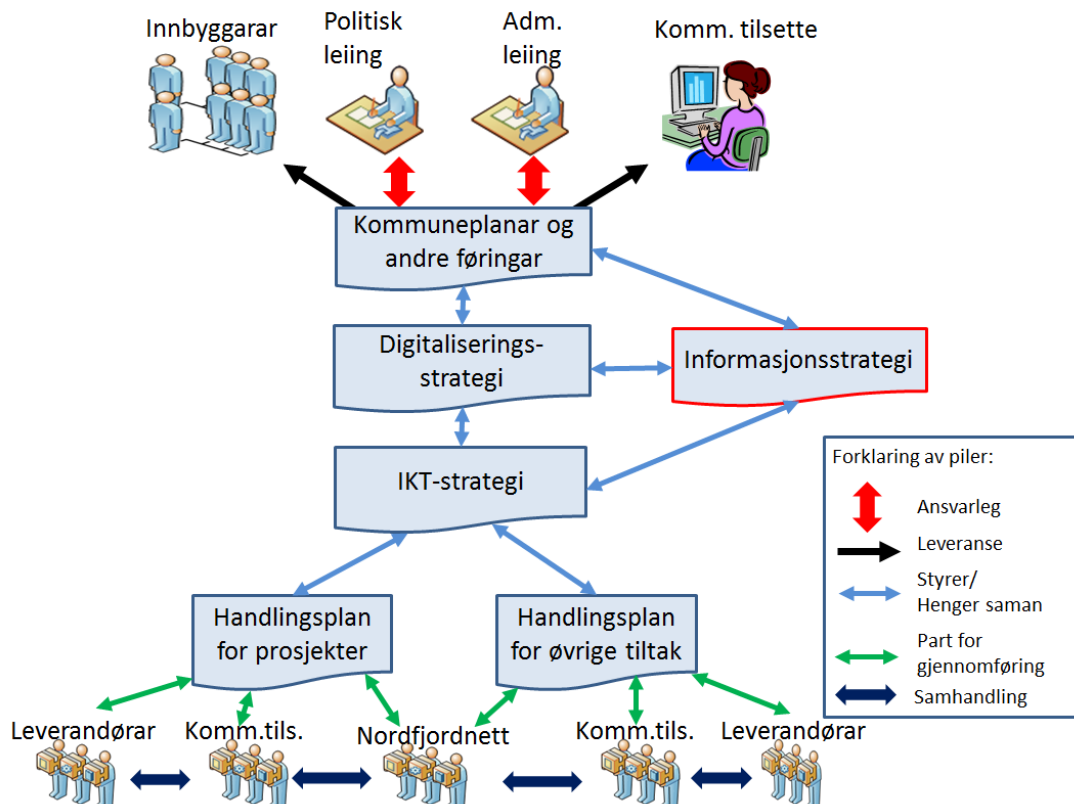 Innbyggarar
Politisk
leiing
Adm.
leiing
Komm. tilsette
Kommuneplanar og
andre føringar
Digitaliserings-
strategi
Informasjonsstrategi
IKT-strategi
Forklaring av piler:
Ansvarleg
Leveranse
Styrer/
Henger saman
Part for
gjennomføring
Samhandling
Handlingsplan
for prosjekter
Handlingsplan
for øvrige tiltak
Leverandørar
Komm.tils.
Nordfjordnett
Komm.tils.
Leverandørar